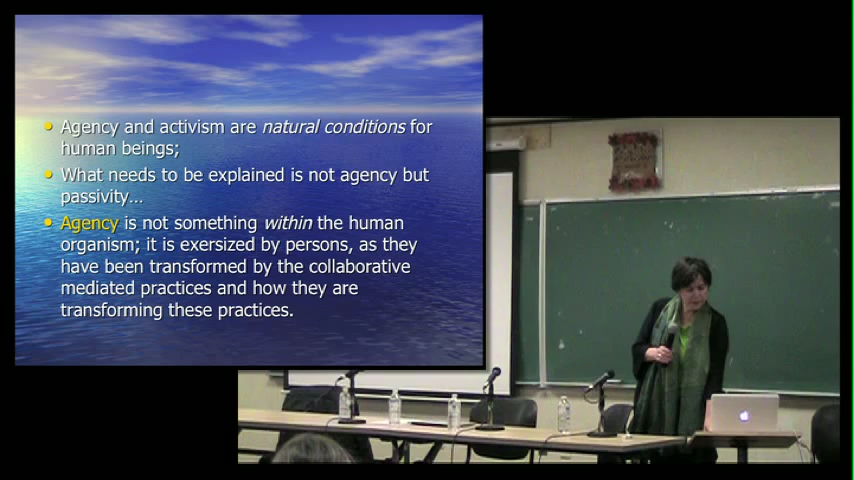 Agency and activism are natural conditions for
human beings;
What needs to be explained is not agency but
passivity...
Agency is not something within the human
organism; it is exersized by persons, as they
have been transformed by the collaborative
mediated practices and how they are
transforming these practices.